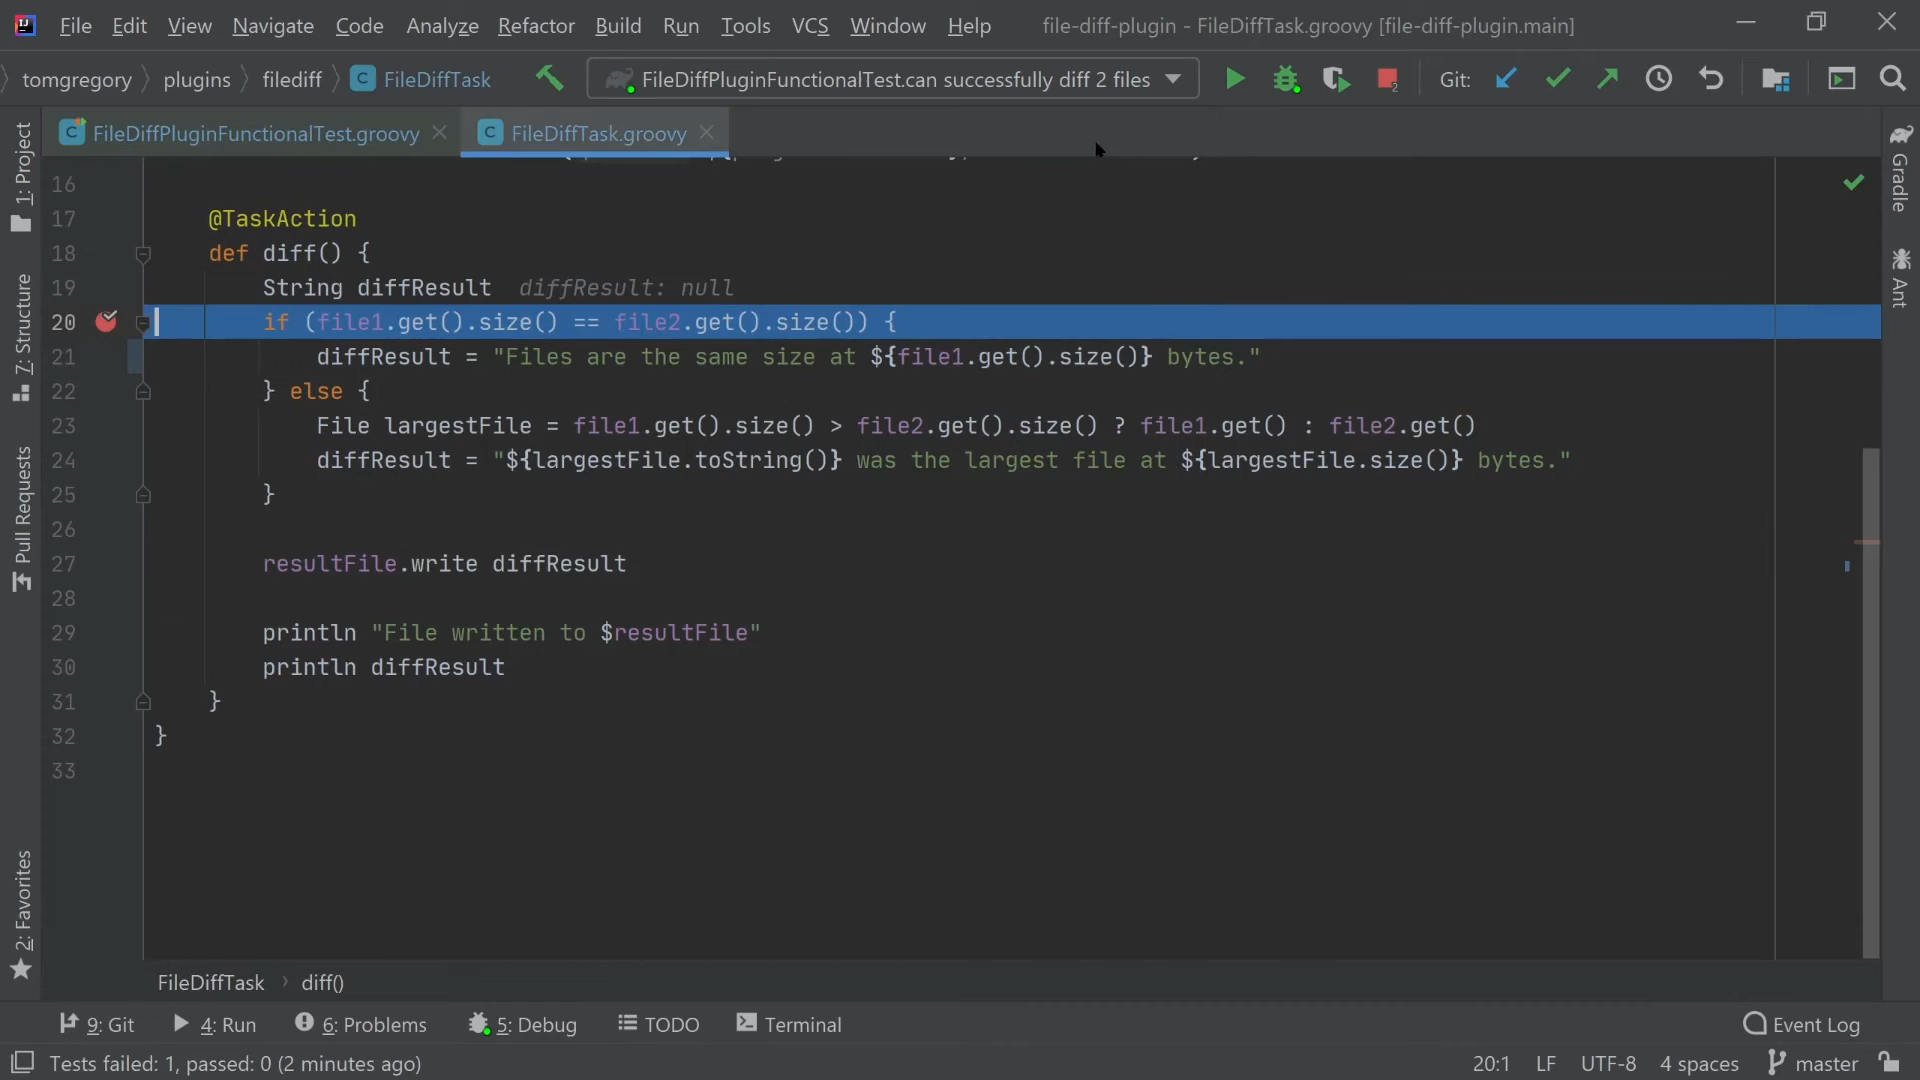 File Edit View Navigate Code Analyze Refactor Build Run Tools VCS Window Help file-diff-plugin - FileDiffTask.groovy [file-diff-plugin.main]
tomgregory plugins filediff C FileDiffTask FileDiffPluginFunctionalTest.can successfully diff 2 files 2 Git:
C FileDiffPluginFunctionalTest.groovy C FileDiffTask.groovy
1: Project
7: Structure
Pull Requests
2: Favorites
Gradle
Ant
16
17 @TaskAction
18 def diff() {
19 String diffResult diffResult: null
20 if (file1.get().size() == file2.get().size()) {
21 diffResult = "Files are the same size at ${file1.get().size()} bytes."
22 } else {
23 File largestFile = file1.get().size() > file2.get().size() ? file1.get() : file2.get()
24 diffResult = "${largestFile.toString()} was the largest file at ${largestFile.size()} bytes."
25 }
26
27 resultFile.write diffResult
28
29 println "File written to $resultFile"
30 println diffResult
31 }
32 }
33
FileDiffTask › diff()
9: Git 4: Run 6: Problems 5: Debug TODO Terminal Event Log
Tests failed: 1, passed: 0 (2 minutes ago) 20:1 LF UTF-8 4 spaces master